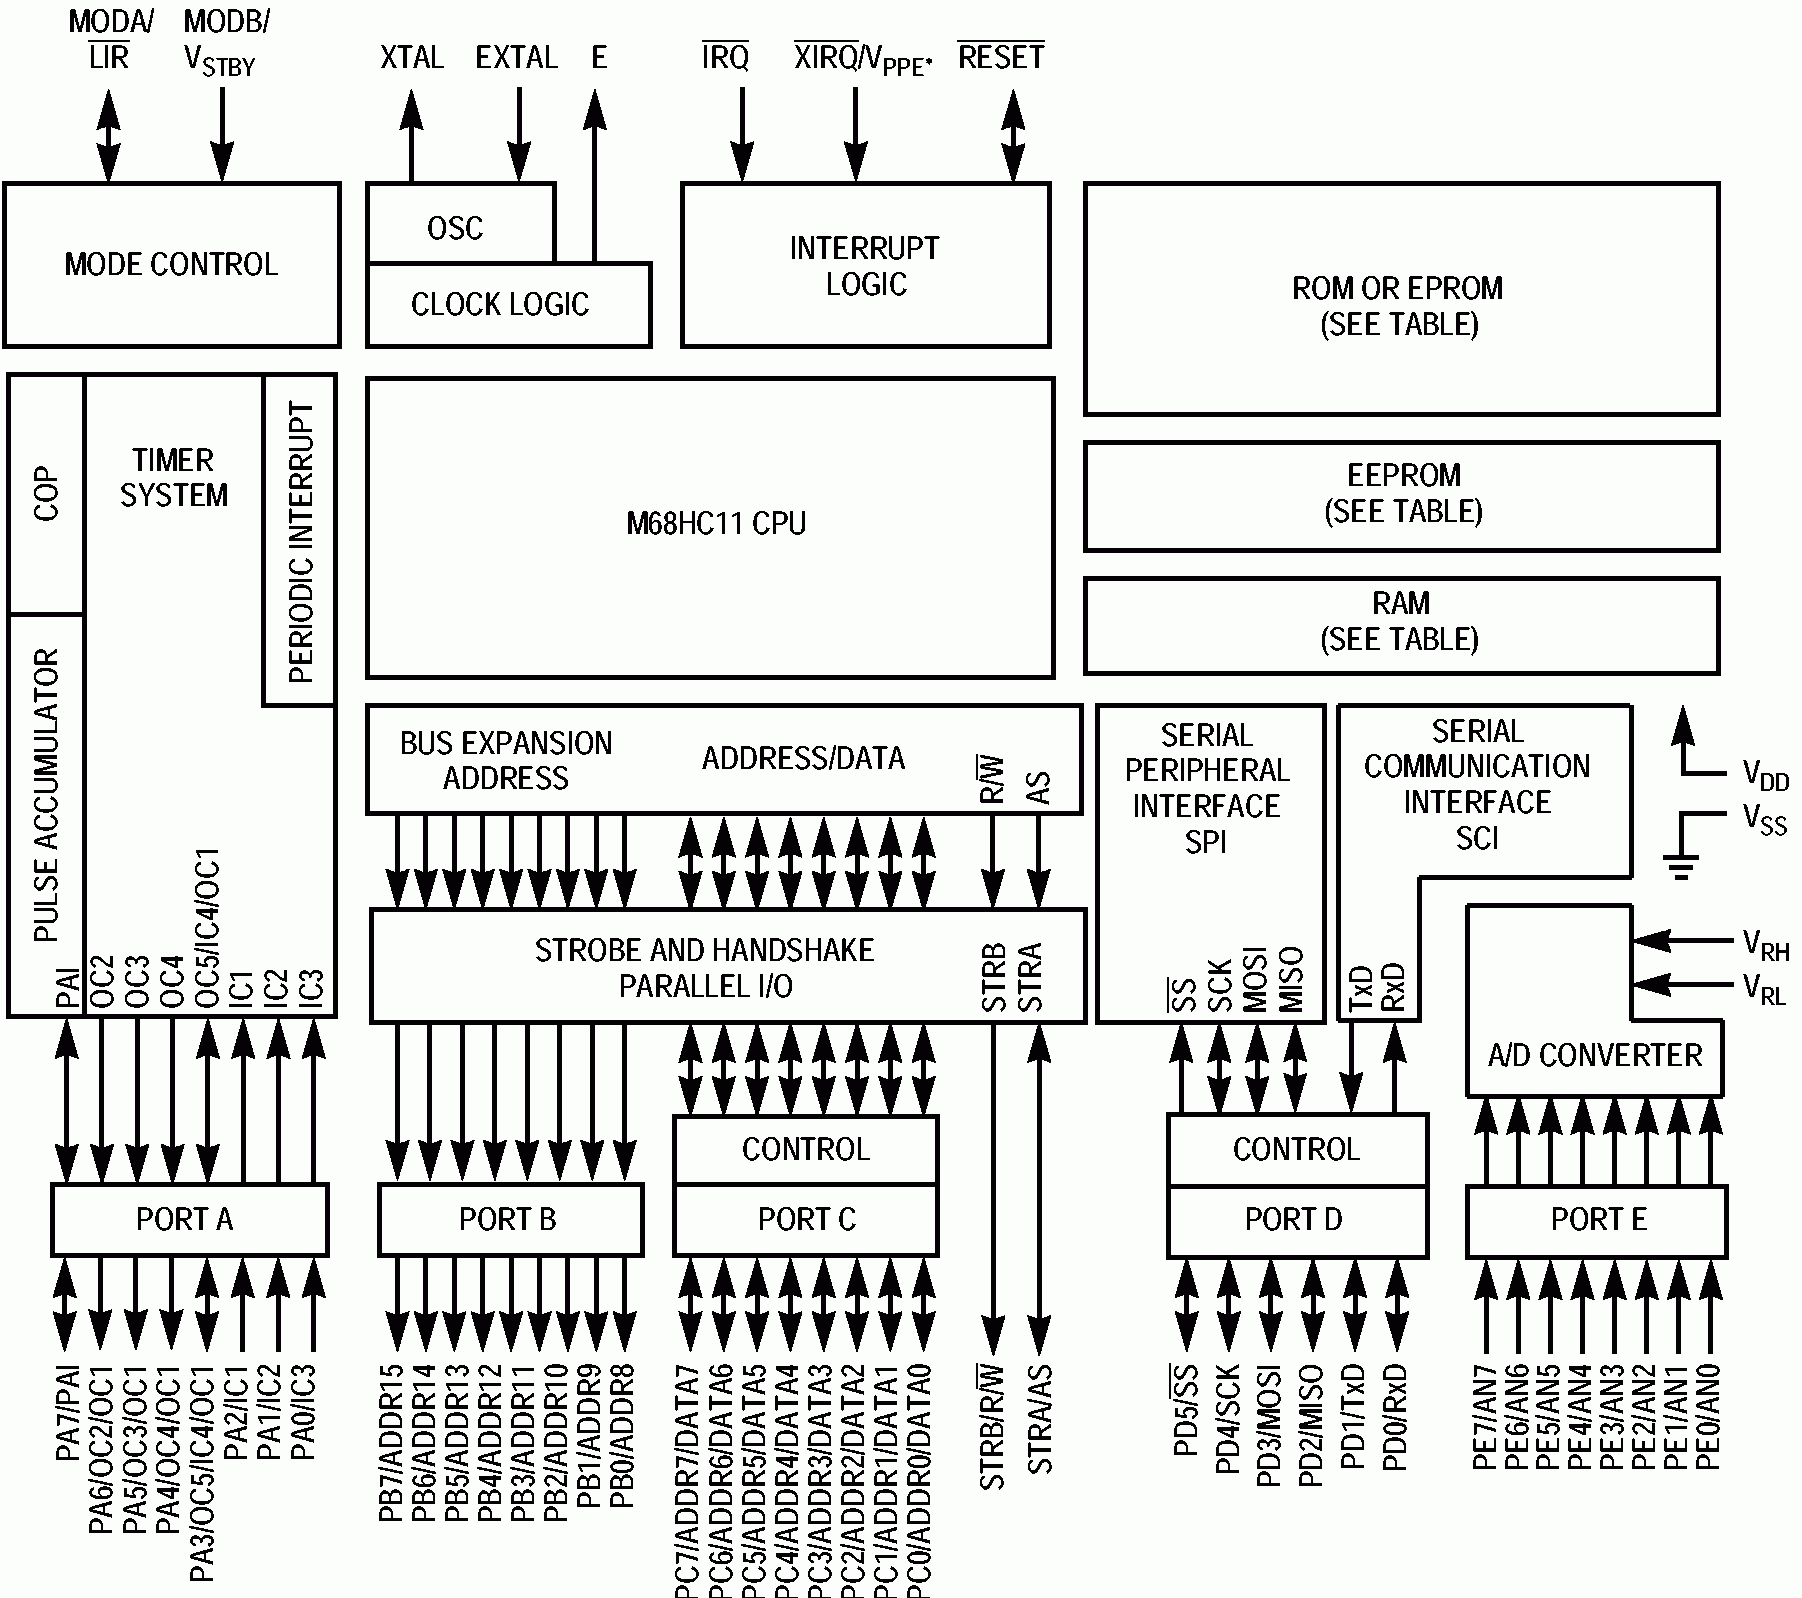 MODA/
LIR
MODB/
VSTBY
XTAL
EXTAL
E
IRQ
XIRQ/VPPE*
RESET
MODE CONTROL
OSC
CLOCK LOGIC
INTERRUPT
LOGIC
ROM OR EPROM
(SEE TABLE)
COP
TIMER
SYSTEM
PERIODIC INTERRUPT
PULSE ACCUMULATOR
M68HC11 CPU
EEPROM
(SEE TABLE)
RAM
(SEE TABLE)
BUS EXPANSION
ADDRESS
ADDRESS/DATA
R/W
AS
SERIAL
PERIPHERAL
INTERFACE
SPI
SERIAL
COMMUNICATION
INTERFACE
SCI
VDD
VSS
PAI
OC2
OC3
OC4
OC5/IC4/OC1
IC1
IC2
IC3
STROBE AND HANDSHAKE
PARALLEL I/O
STRB
STRA
SS
SCK
MOSI
MISO
TxD
RxD
VRH
VRL
A/D CONVERTER
CONTROL
CONTROL
PORT A
PORT B
PORT C
PORT D
PORT E
PA7/PAI
PA6/OC2/OC1
PA5/OC3/OC1
PA4/OC4/OC1
PA3/OC5/IC4/OC1
PA2/IC1
PA1/IC2
PA0/IC3
PB7/ADDR15
PB6/ADDR14
PB5/ADDR13
PB4/ADDR12
PB3/ADDR11
PB2/ADDR10
PB1/ADDR9
PB0/ADDR8
PC7/ADDR7/DATA7
PC6/ADDR6/DATA6
PC5/ADDR5/DATA5
PC4/ADDR4/DATA4
PC3/ADDR3/DATA3
PC2/ADDR2/DATA2
PC1/ADDR1/DATA1
PC0/ADDR0/DATA0
STRB/R/W
STRA/AS
PD5/SS
PD4/SCK
PD3/MOSI
PD2/MISO
PD1/TxD
PD0/RxD
PE7/AN7
PE6/AN6
PE5/AN5
PE4/AN4
PE3/AN3
PE2/AN2
PE1/AN1
PE0/AN0